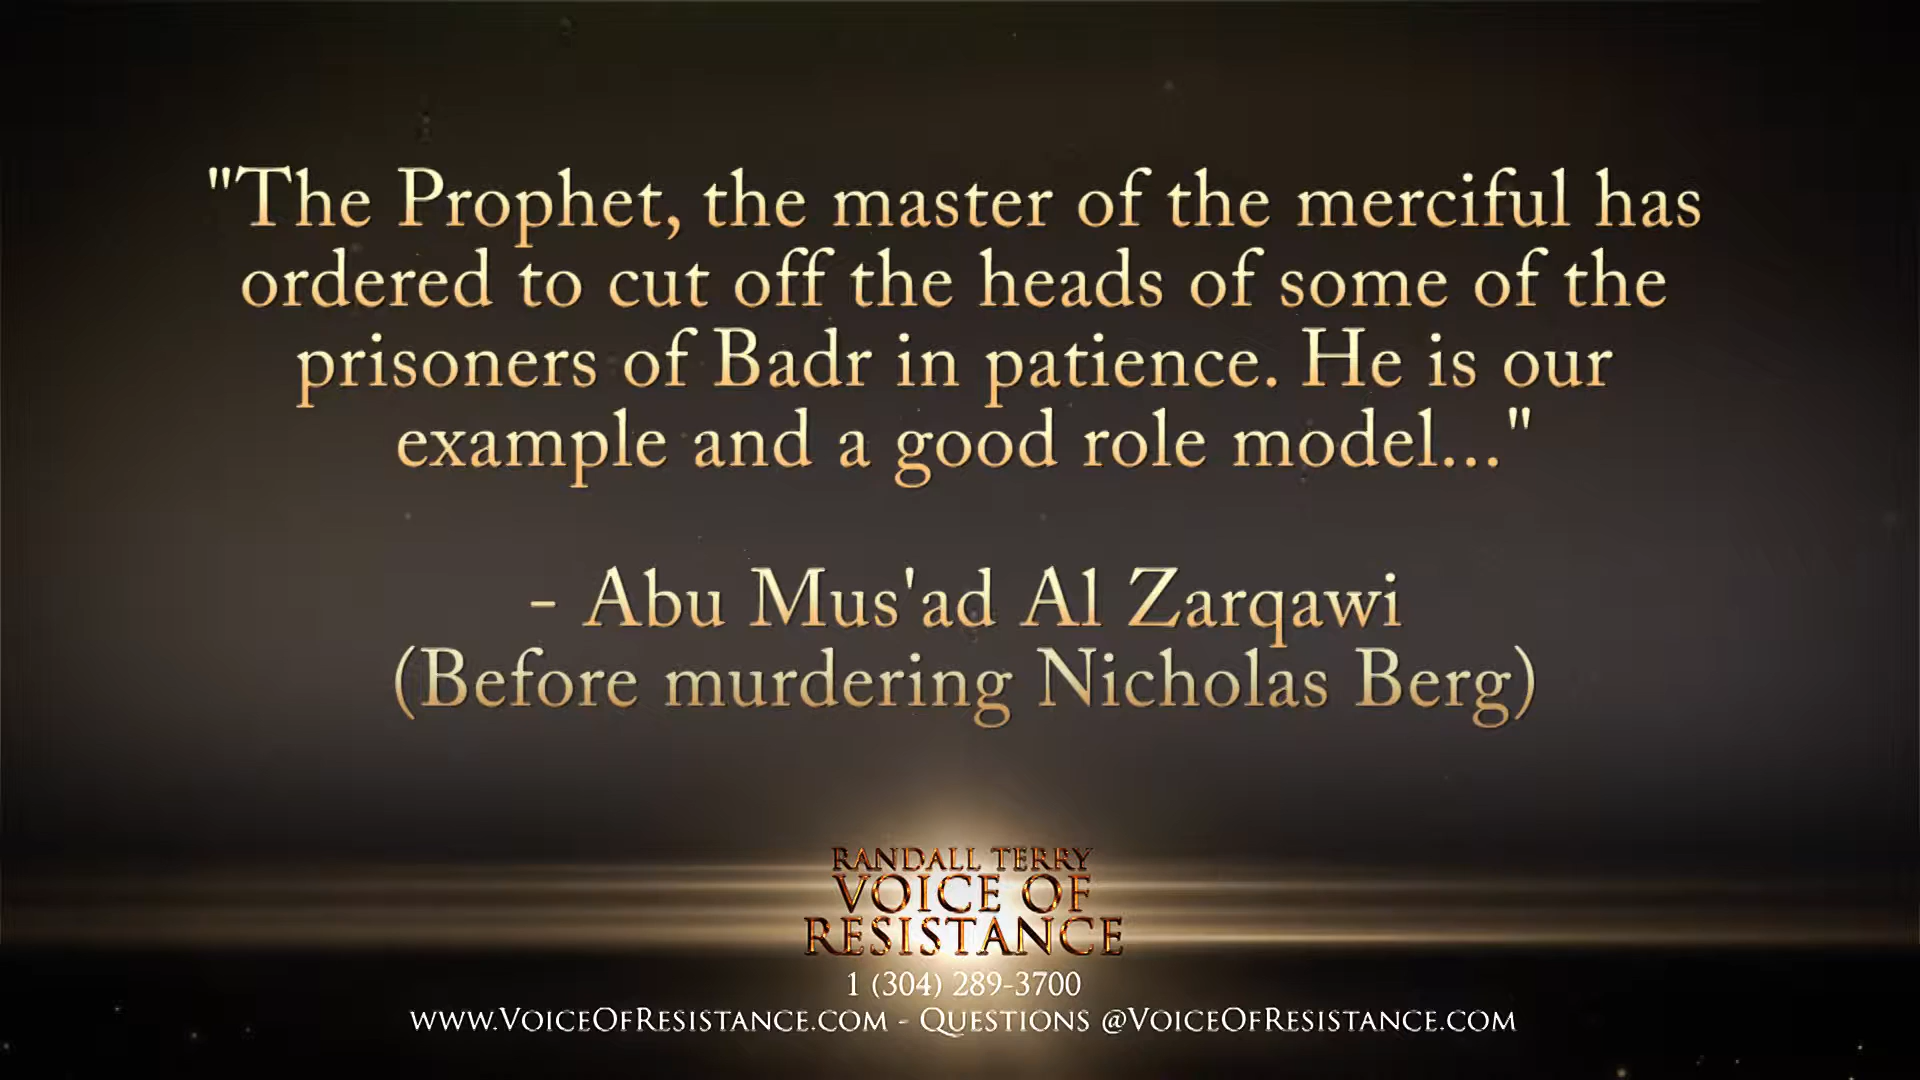 "The Prophet, the master of the merciful has
ordered to cut off the heads of some of the
prisoners of Badr in patience. He is our
example and a good role model..."
- Abu Mus'ad Al Zarqawi
(Before murdering Nicholas Berg)
RANDALL TERRY
VOICE OF
RESISTANCE
1 (304) 289-3700
www.VoiceOfResistance.com - Questions @VoiceOfResistance.com